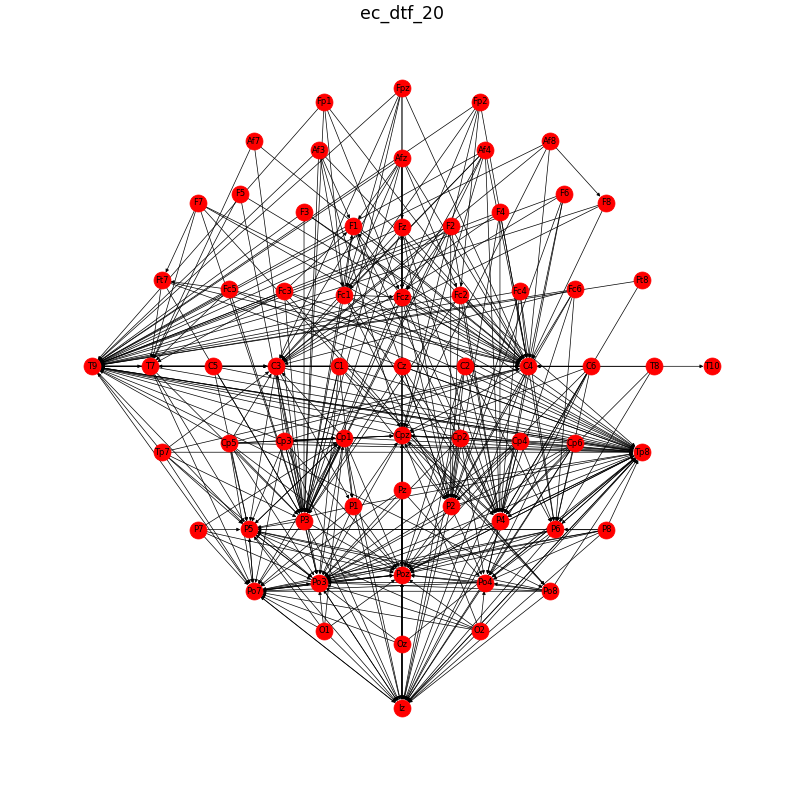 ec_dtf_20
Fpz
Fp1 Fp2
Af7 Af8
Af3 Af4
Afz
F5 F6
F7 F8
F3 F4
F1 Fz F2
Ft7 Ft8
Fc5 Fc3 Fc4 Fc6
Fc1 Fcz Fc2
T9 T7 C5 C3 C1 Cz C2 C4 C6 T8 T10
Cp1 Cpz Cp2
Cp5 Cp3 Cp4 Cp6
Tp7 Tp8
Pz
P1 P2
P3 P4
P7 P5 P6 P8
Po3 Poz Po4
Po7 Po8
O1 O2
Oz
Iz